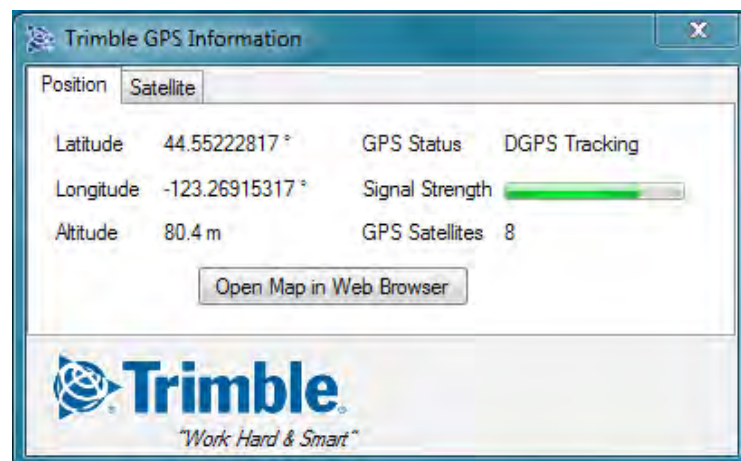 Trimble GPS Information
Position Satellite
Latitude 44.55222817 ° GPS Status DGPS Tracking
Longitude -123.26915317 ° Signal Strength
Altitude 80.4 m GPS Satellites 8
Open Map in Web Browser
Trimble.
"Work Hard & Smart"